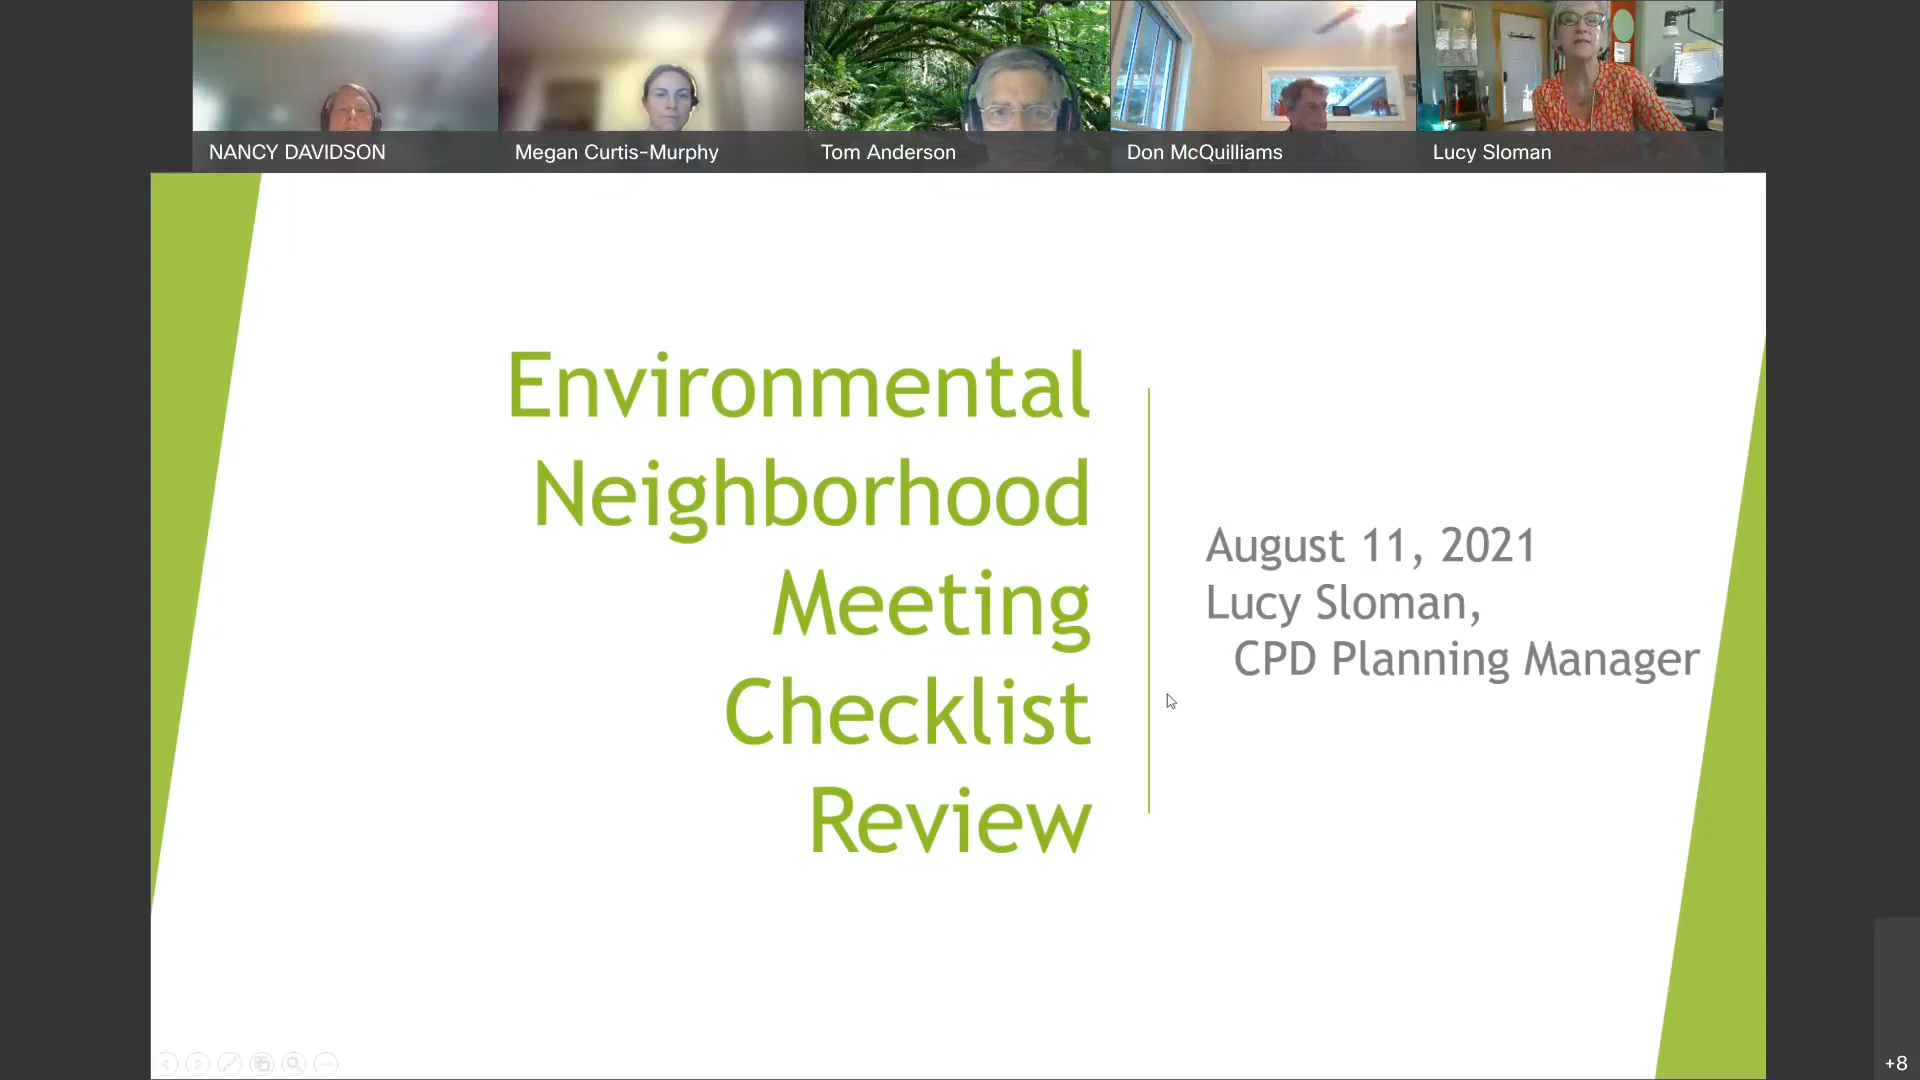 NANCY DAVIDSON
Megan Curtis-Murphy
Tom Anderson
Don McQuilliams
Lucy Sloman
Environmental
Neighborhood
Meeting
Checklist
Review
August 11, 2021
Lucy Sloman,
CPD Planning Manager
+8